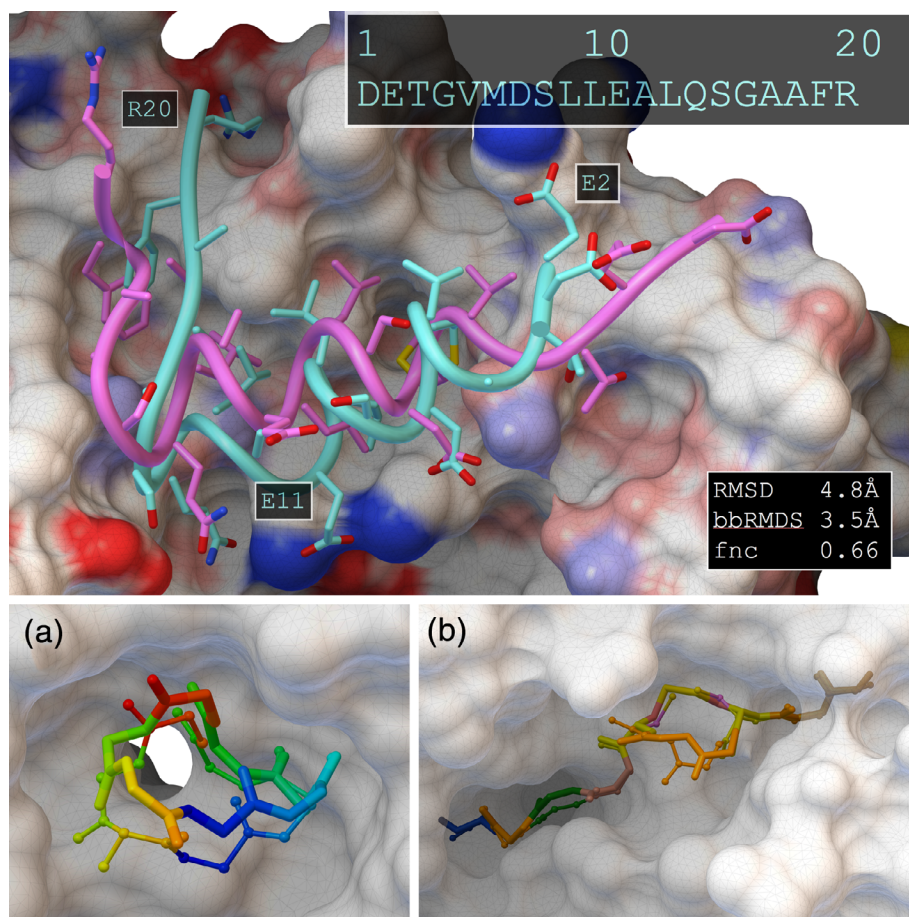 1 10 20
DETGVMDSLLEALQSGAAFR
R20
E2
E11
RMSD 4.8Å
bbRMDS 3.5Å
fnc 0.66
(a)
(b)